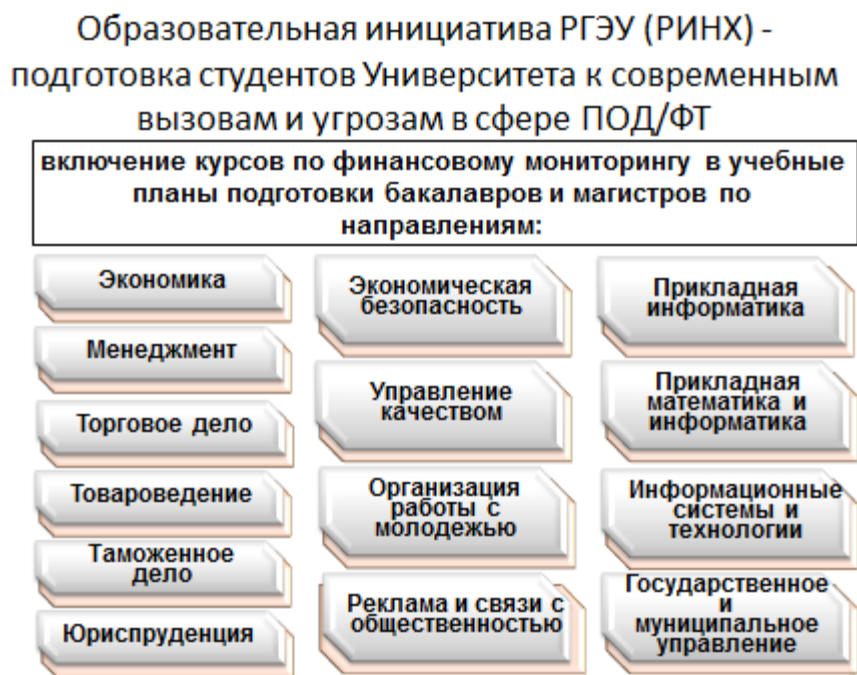 Образовательная инициатива РГЭУ (РИНХ) -
подготовка студентов Университета к современным
вызовам и угрозам в сфере ПОД/ФТ
включение курсов по финансовому мониторингу в учебные
планы подготовки бакалавров и магистров по
направлениям:
Экономика
Менеджмент
Торговое дело
Товароведение
Таможенное
дело
Юриспруденция
Экономическая
безопасность
Управление
качеством
Организация
работы с
молодежью
Реклама и связи с
общественностью
Прикладная
информатика
Прикладная
математика и
информатика
Информационные
системы и
технологии
Государственное
и
муниципальное
управление